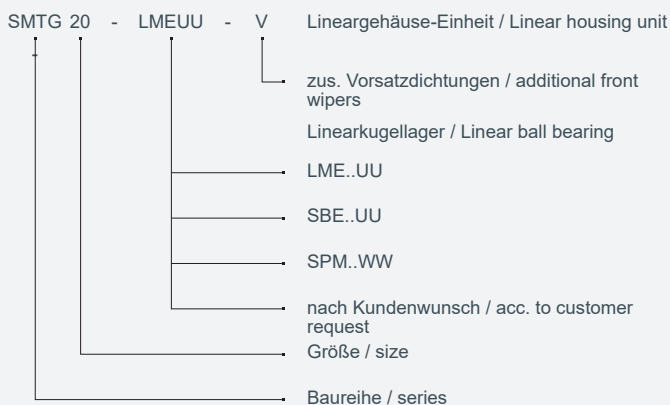 SMTG 20 - LMEUU - V Lineargehäuse-Einheit / Linear housing unit
zus. Vorsatzdichtungen / additional front
wipers
Linearkugellager / Linear ball bearing
LME..UU
SBE..UU
SPM..WW
nach Kundenwunsch / acc. to customer
request
Größe / size
Baureihe / series